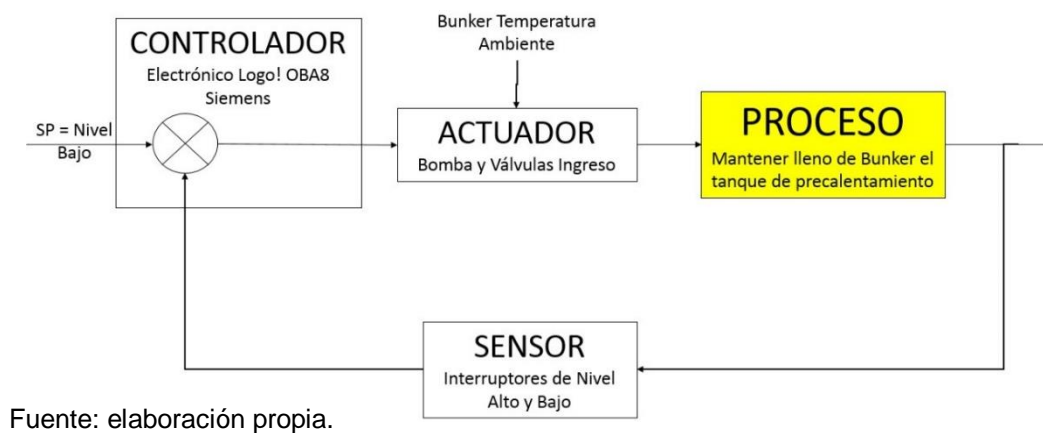 CONTROLADOR
Electrónico Logo! OBA8
Siemens
SP = Nivel
Bajo
Bunker Temperatura
Ambiente
ACTUADOR
Bomba y Válvulas Ingreso
PROCESO
Mantener lleno de Bunker el
tanque de precalentamiento
SENSOR
Interruptores de Nivel
Alto y Bajo
Fuente: elaboración propia.